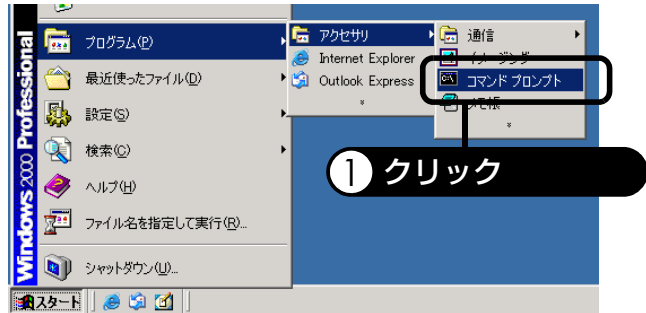 Windows 2000 Professional
プログラム(P)
最近使ったファイル(D)
設定(S)
検索(C)
ヘルプ(H)
ファイル名を指定して実行(R)...
シャットダウン(U)...
アクセサリ
Internet Explorer
Outlook Express
通信
イメージング
コマンド プロンプト
メモ帳
① クリック
スタート